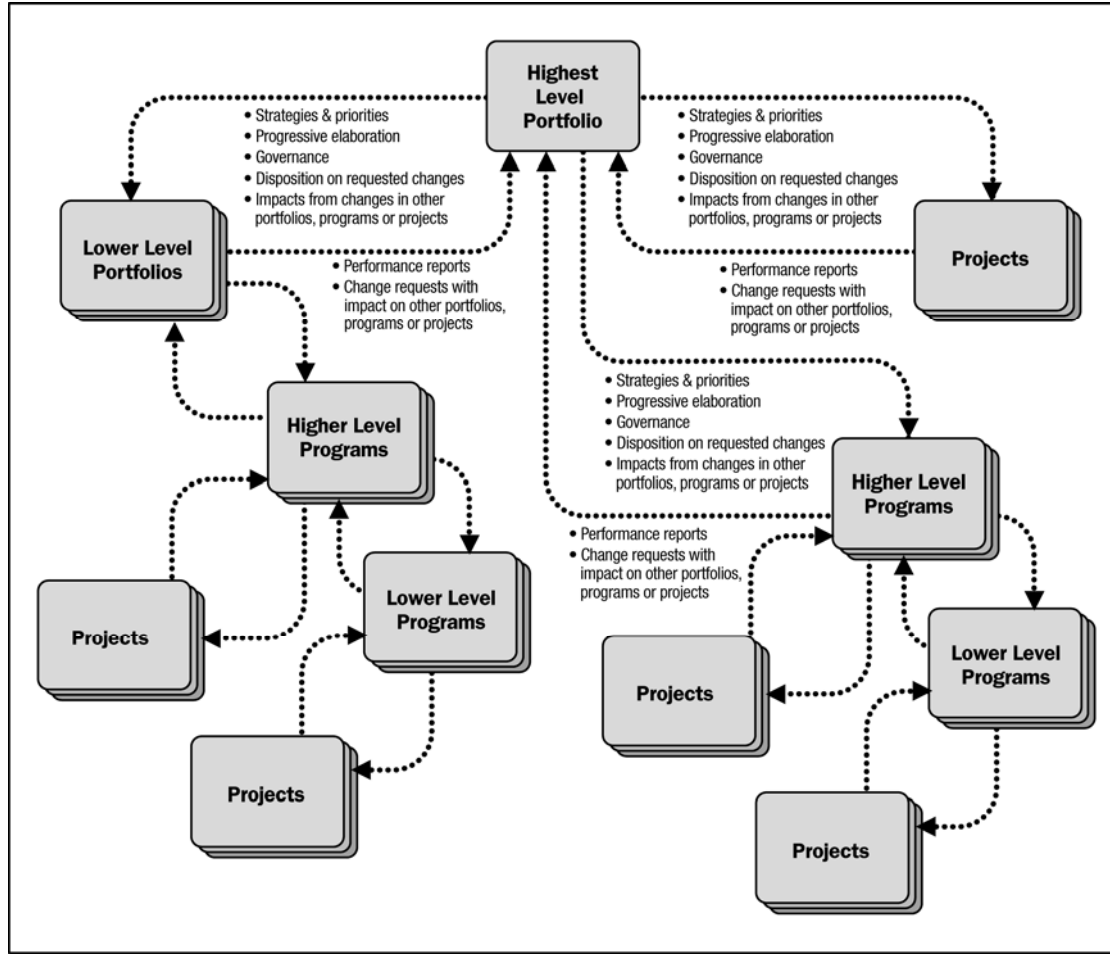 Highest
Level
Portfolio
• Strategies & priorities
• Progressive elaboration
• Governance
• Disposition on requested changes
• Impacts from changes in other
portfolios, programs or projects
• Strategies & priorities
• Progressive elaboration
• Governance
• Disposition on requested changes
• Impacts from changes in other
portfolios, programs or projects
Lower Level
Portfolios
Projects
• Performance reports
• Change requests with
impact on other portfolios,
programs or projects
• Performance reports
• Change requests with
impact on other portfolios,
programs or projects
• Strategies & priorities
• Progressive elaboration
• Governance
• Disposition on requested changes
• Impacts from changes in other
portfolios, programs or projects
Higher Level
Programs
Higher Level
Programs
• Performance reports
• Change requests with
impact on other portfolios,
programs or projects
Lower Level
Programs
Projects
Lower Level
Programs
Projects
Projects
Projects